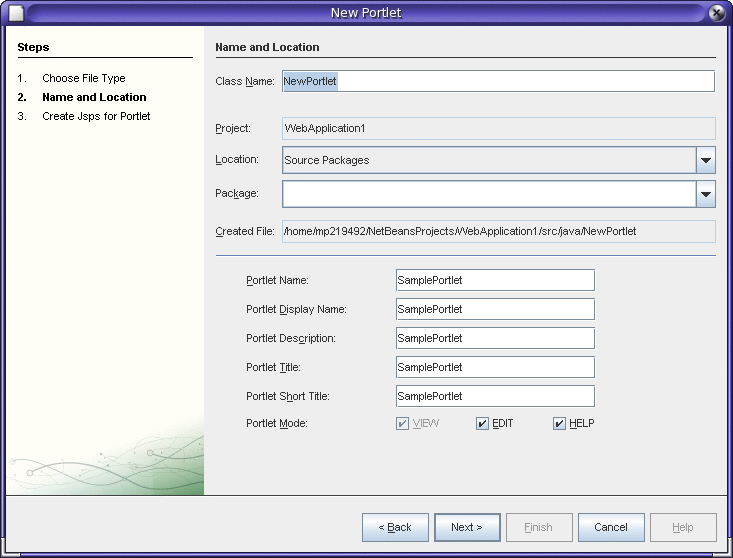 New Portlet
Steps
1. Choose File Type
2. Name and Location
3. Create Jsps for Portlet
Name and Location
Class Name: NewPortlet
Project: WebApplication1
Location: Source Packages
Package:
Created File: /home/mp219492/NetBeansProjects/WebApplication1/src/java/NewPortlet
Portlet Name: SamplePortlet
Portlet Display Name: SamplePortlet
Portlet Description: SamplePortlet
Portlet Title: SamplePortlet
Portlet Short Title: SamplePortlet
Portlet Mode: VIEW EDIT HELP
< Back Next > Finish Cancel Help